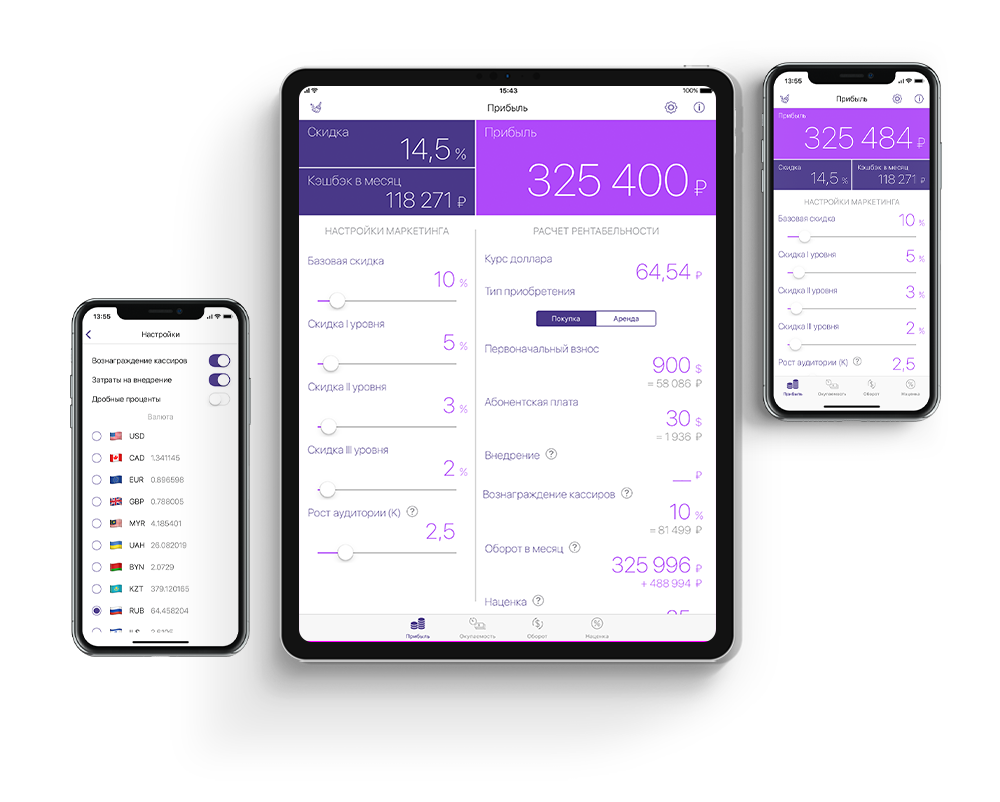 13:55
Настройки
Вознаграждение кассиров
Затраты на внедрение
Дробные проценты
Валюта
USD
CAD 1.341145
EUR 0.896598
GBP 0.788005
MYR 4.185401
UAH 26.082019
BYN 2.0729
KZT 379.120165
RUB 64.458204
15:43
100%
Прибыль
Скидка
14,5 %
Кэшбэк в месяц
118 271 ₽
Прибыль
325 400 ₽
НАСТРОЙКИ МАРКЕТИНГА
Базовая скидка
10 %
Скидка I уровня
5 %
Скидка II уровня
3 %
Скидка III уровня
2 %
Рост аудитории (K) ?
2,5
РАСЧЕТ РЕНТАБЕЛЬНОСТИ
Курс доллара
64,54 ₽
Тип приобретения
Покупка Аренда
Первоначальный взнос
900 $
= 58 086 ₽
Абонентская плата
30 $
= 1 936 ₽
Внедрение ?
₽
Вознаграждение кассиров ?
10 %
= 81 499 ₽
Оборот в месяц ?
325 996 ₽
+ 488 994 ₽
Наценка ?
Прибыль Окупаемость Оборот Наценка
13:55
Прибыль
Прибыль
325 484 ₽
Скидка
14,5 %
Кэшбэк в месяц
118 271 ₽
НАСТРОЙКИ МАРКЕТИНГА
Базовая скидка
10 %
Скидка I уровня
5 %
Скидка II уровня
3 %
Скидка III уровня
2 %
Рост аудитории (K) ?
2,5
Прибыль Окупаемость Оборот Наценка